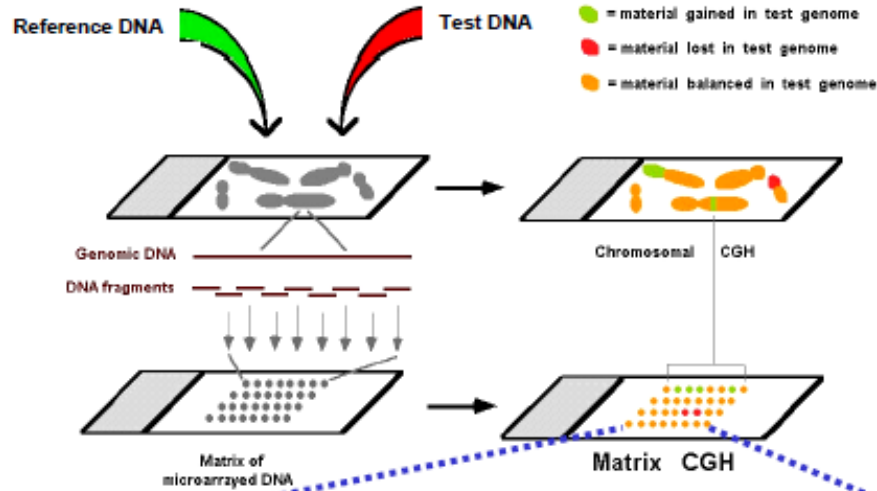 Reference DNA
Test DNA
= material gained in test genome
= material lost in test genome
= material balanced in test genome
Genomic DNA
DNA fragments
Chromosomal CGH
Matrix of
microarrayed DNA
Matrix CGH